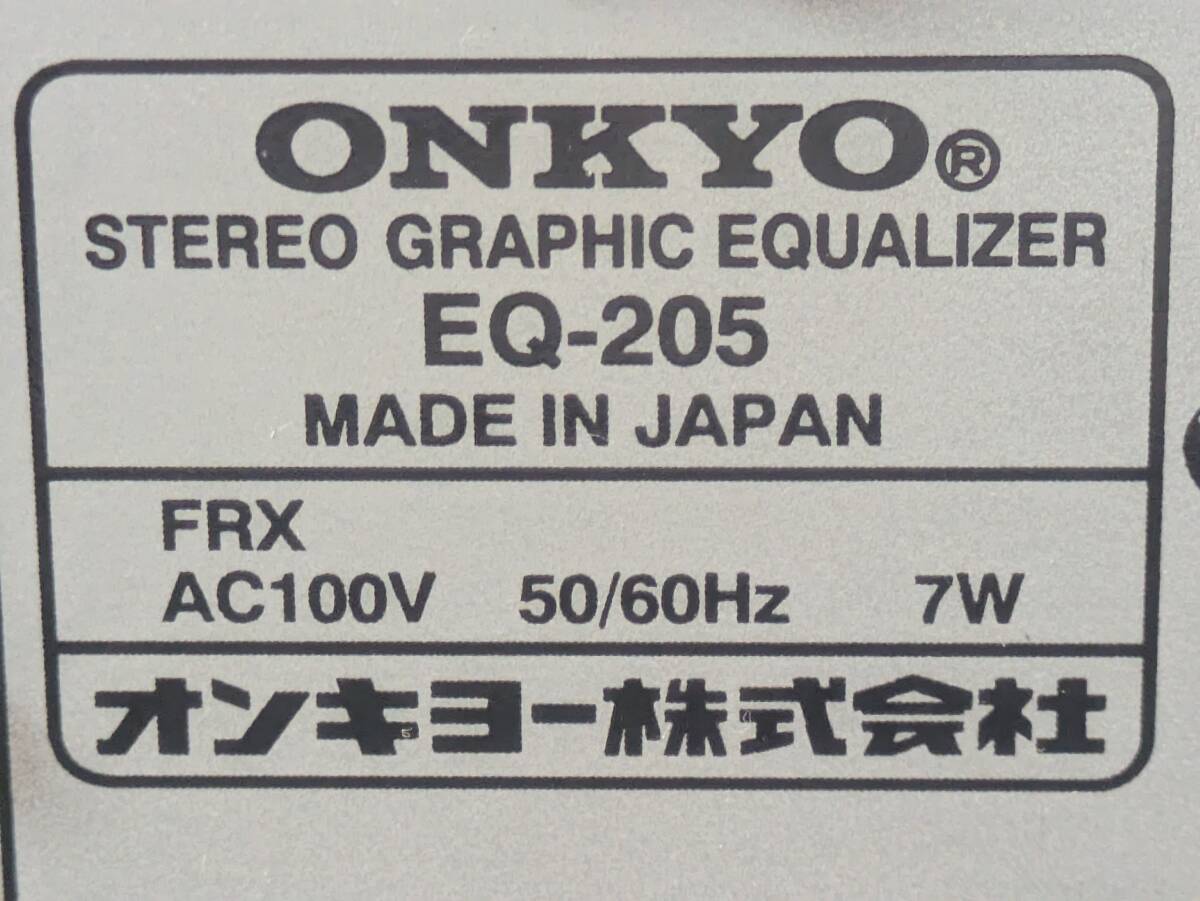 ONKYO®
STEREO GRAPHIC EQUALIZER
EQ-205
MADE IN JAPAN
FRX
AC100V 50/60Hz 7W
オンキヨー株式会社